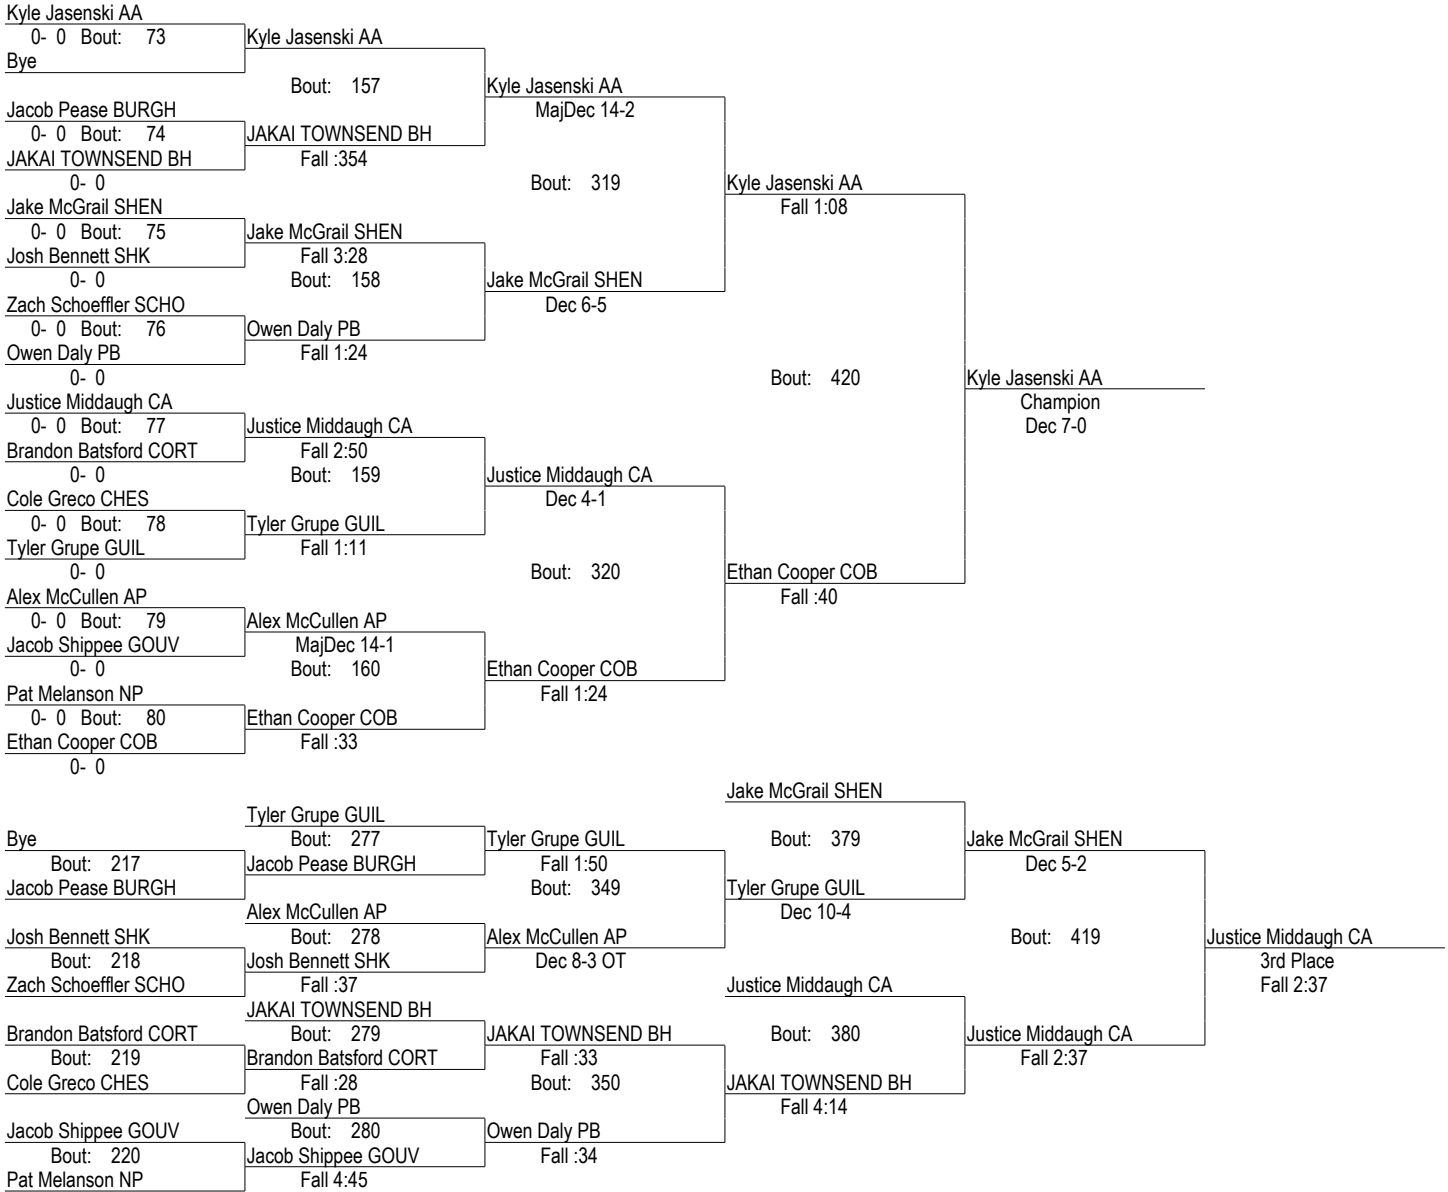 Kyle Jasenski AA
0- 0 Bout: 73 Kyle Jasenski AA
Bye
Bout: 157 Kyle Jasenski AA
Jacob Pease BURGH MajDec 14-2
0- 0 Bout: 74 JAKAI TOWNSEND BH
JAKAI TOWNSEND BH Fall :354
0- 0 Bout: 319 Kyle Jasenski AA
Jake McGrail SHEN Fall 1:08
0- 0 Bout: 75 Jake McGrail SHEN
Josh Bennett SHK Fall 3:28
0- 0 Bout: 158 Jake McGrail SHEN
Zach Schoeffler SCHO Dec 6-5
0- 0 Bout: 76 Owen Daly PB
Owen Daly PB Fall 1:24
0- 0 Bout: 420 Kyle Jasenski AA
Justice Middaugh CA Champion
0- 0 Bout: 77 Justice Middaugh CA Dec 7-0
Brandon Batsford CORT Fall 2:50
0- 0 Bout: 159 Justice Middaugh CA
Cole Greco CHES Dec 4-1
0- 0 Bout: 78 Tyler Grupe GUIL
Tyler Grupe GUIL Fall 1:11
0- 0 Bout: 320 Ethan Cooper COB
Alex McCullen AP Fall :40
0- 0 Bout: 79 Alex McCullen AP
Jacob Shippee GOUV MajDec 14-1
0- 0 Bout: 160 Ethan Cooper COB
Pat Melanson NP Fall 1:24
0- 0 Bout: 80 Ethan Cooper COB
Ethan Cooper COB Fall :33
0- 0
Jake McGrail SHEN
Tyler Grupe GUIL
Bye Bout: 277 Tyler Grupe GUIL Bout: 379 Jake McGrail SHEN
Bout: 217 Jacob Pease BURGH Fall 1:50 Dec 5-2
Jacob Pease BURGH Bout: 349 Tyler Grupe GUIL
Alex McCullen AP Dec 10-4
Josh Bennett SHK Bout: 278 Alex McCullen AP Bout: 419 Justice Middaugh CA
Bout: 218 Josh Bennett SHK Dec 8-3 OT 3rd Place
Zach Schoeffler SCHO Fall :37 Justice Middaugh CA Fall 2:37
JAKAI TOWNSEND BH
Brandon Batsford CORT Bout: 279 JAKAI TOWNSEND BH Bout: 380 Justice Middaugh CA
Bout: 219 Brandon Batsford CORT Fall :33 Fall 2:37
Cole Greco CHES Fall :28 Bout: 350 JAKAI TOWNSEND BH
Owen Daly PB Fall 4:14
Jacob Shippee GOUV Bout: 280 Owen Daly PB
Bout: 220 Jacob Shippee GOUV Fall :34
Pat Melanson NP Fall 4:45